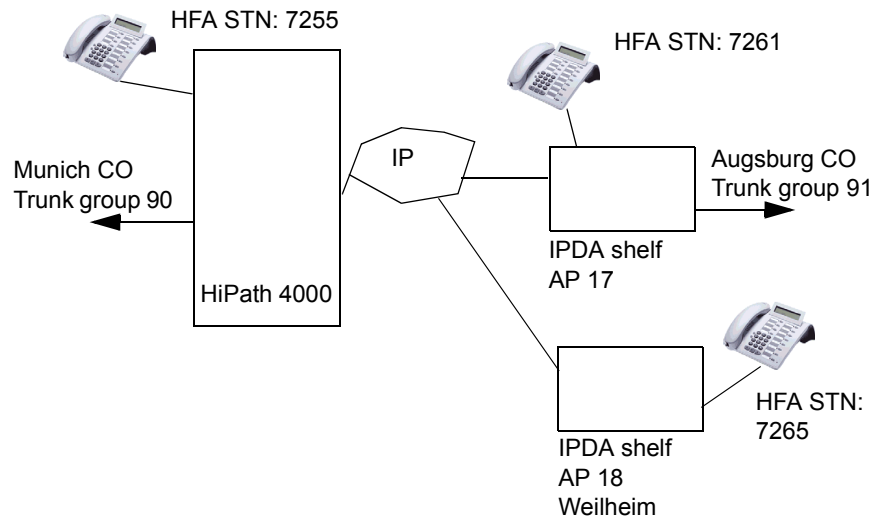 HFA STN: 7255
HFA STN: 7261
IP
Munich CO
Trunk group 90
Augsburg CO
Trunk group 91
IPDA shelf
AP 17
HiPath 4000
HFA STN:
7265
IPDA shelf
AP 18
Weilheim